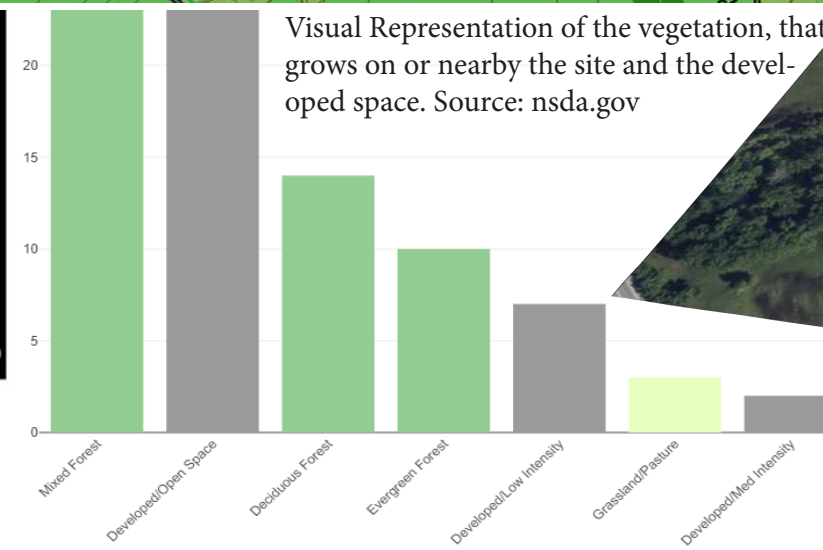 Visual Representation of the vegetation, that
grows on or nearby the site and the devel-
oped space. Source: nsda.gov
20
15
10
5
0
Mixed Forest
Developed/Open Space
Deciduous Forest
Evergreen Forest
Developed/Low Intensity
Grassland/Pasture
Developed/Med Intensity